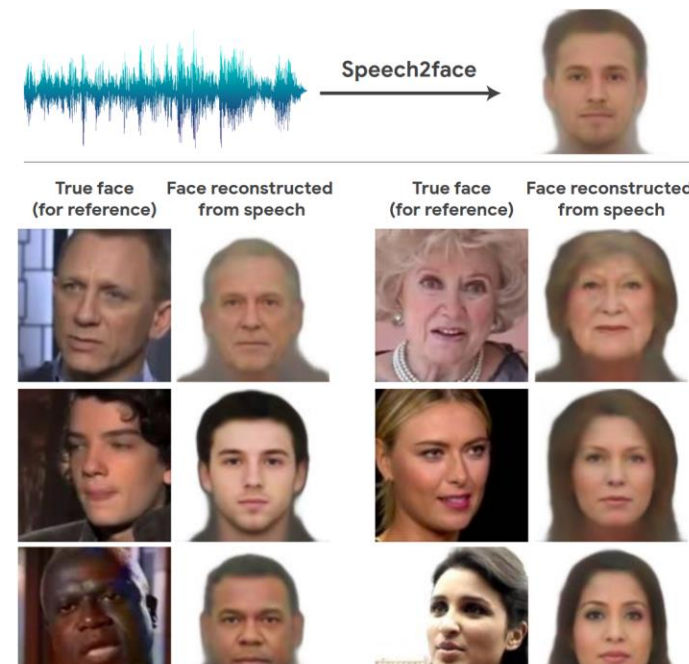 Speech2face
True face
(for reference)
Face reconstructed
from speech
True face
(for reference)
Face reconstructed
from speech